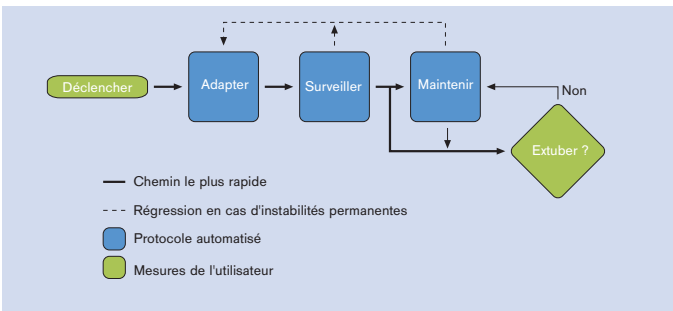 Déclencher
Adapter
Surveiller
Maintenir
Non
Extuber ?
Chemin le plus rapide
Régression en cas d'instabilités permanentes
Protocole automatisé
Mesures de l'utilisateur